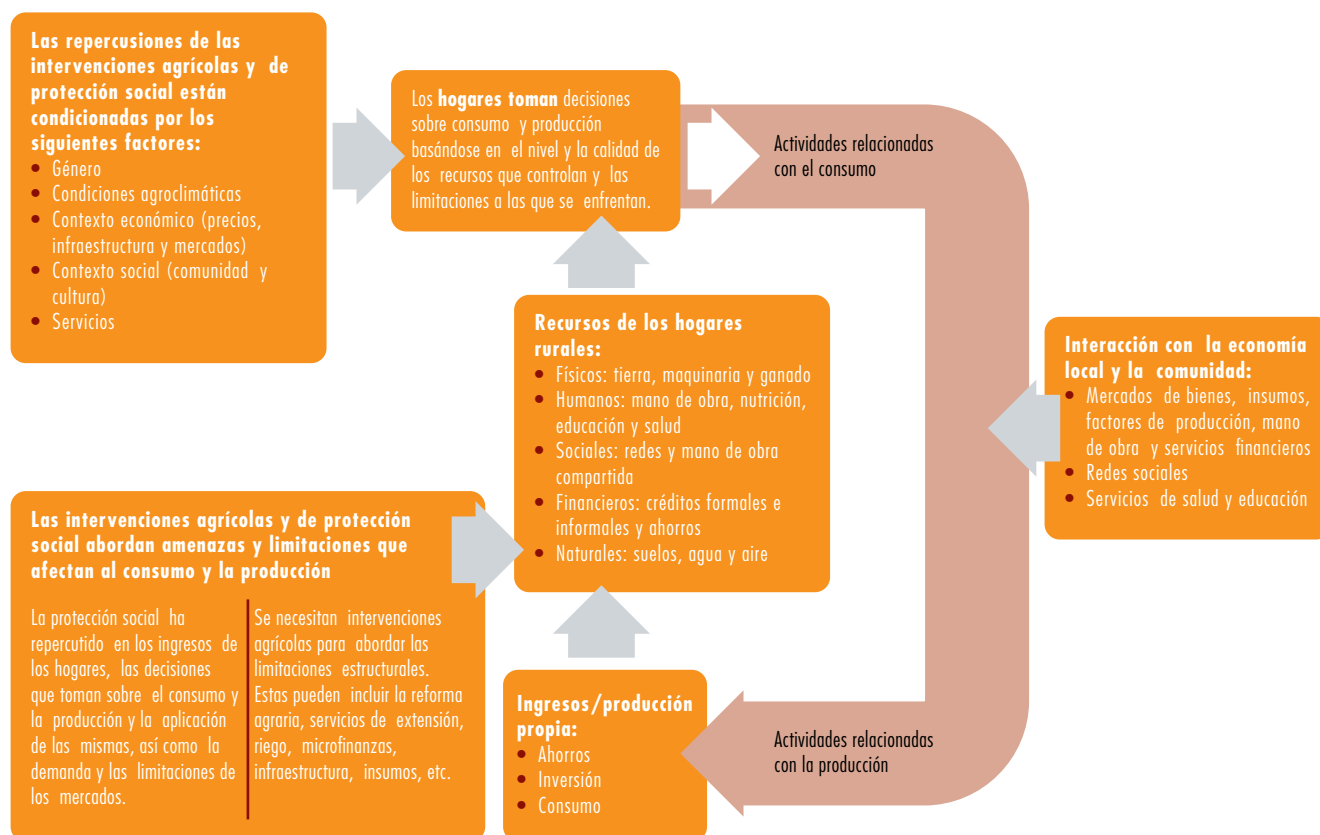 Las repercusiones de las
intervenciones agrícolas y de
protección social están
condicionadas por los
siguientes factores:
• Género
• Condiciones agroclimáticas
• Contexto económico (precios,
infraestructura y mercados)
• Contexto social (comunidad y
cultura)
• Servicios
Los hogares toman decisiones
sobre consumo y producción
basándose en el nivel y la calidad de
los recursos que controlan y las
limitaciones a las que se enfrentan.
Actividades relacionadas
con el consumo
Recursos de los hogares
rurales:
• Físicos: tierra, maquinaria y ganado
• Humanos: mano de obra, nutrición,
educación y salud
• Sociales: redes y mano de obra
compartida
• Financieros: créditos formales e
informales y ahorros
• Naturales: suelos, agua y aire
Interacción con la economía
local y la comunidad:
• Mercados de bienes, insumos,
factores de producción, mano
de obra y servicios financieros
• Redes sociales
• Servicios de salud y educación
Las intervenciones agrícolas y de protección
social abordan amenazas y limitaciones que
afectan al consumo y la producción
La protección social ha
repercutido en los ingresos de
los hogares, las decisiones
que toman sobre el consumo y
la producción y la aplicación
de las mismas, así como la
demanda y las limitaciones de
los mercados.
Se necesitan intervenciones
agrícolas para abordar las
limitaciones estructurales.
Estas pueden incluir la reforma
agraria, servicios de extensión,
riego, microfinanzas,
infraestructura, insumos, etc.
Ingresos/producción
propia:
• Ahorros
• Inversión
• Consumo
Actividades relacionadas
con la producción